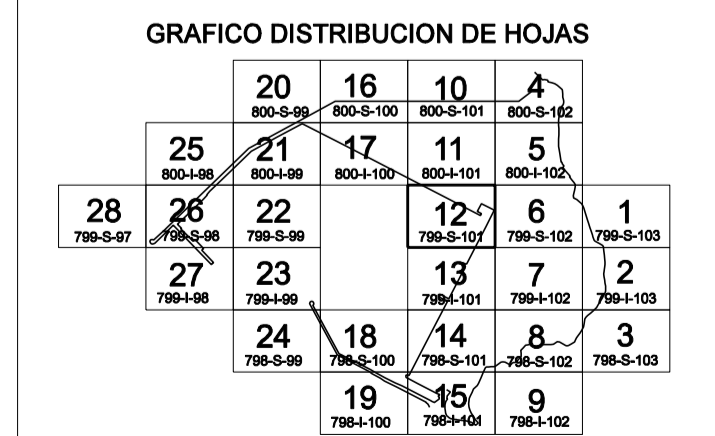 GRAFICO DISTRIBUCION DE HOJAS
20 16 10 4
800-S-99 800-S-100 800-S-101 800-S-102
25 21 17 11 5
800-I-98 800-I-99 800-I-100 800-I-101 800-I-102
28 26 22 12 6 1
799-S-97 799-S-98 799-S-99 799-S-101 799-S-102 799-S-103
27 23 13 7 2
799-I-98 799-I-99 799-I-101 799-I-102 799-I-103
24 18 14 8 3
798-S-99 798-S-100 798-S-101 798-S-102 798-S-103
19 15 9
798-I-100 798-I-101 798-I-102